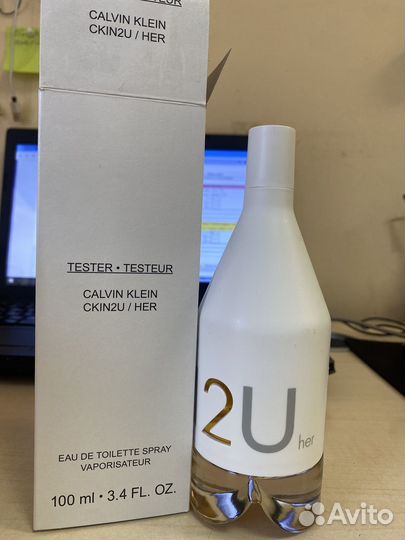 TESTEUR
CALVIN KLEIN
CKIN2U / HER
TESTER • TESTEUR
CALVIN KLEIN
CKIN2U / HER
EAU DE TOILETTE SPRAY
VAPORISATEUR
100 ml • 3.4 FL. OZ.
2U her
Avito